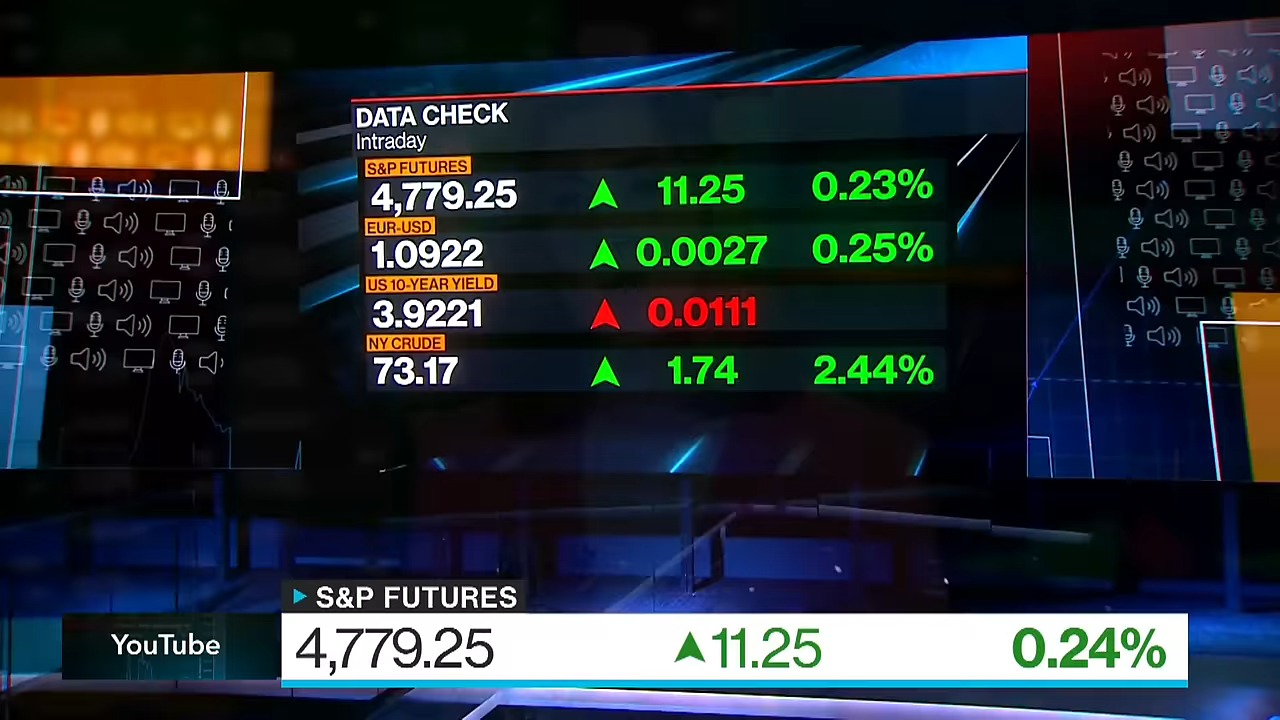 DATA CHECK
Intraday
S&P FUTURES
4,779.25 ▲ 11.25 0.23%
EUR-USD
1.0922 ▲ 0.0027 0.25%
US 10-YEAR YIELD
3.9221 ▲ 0.0111
NY CRUDE
73.17 ▲ 1.74 2.44%
S&P FUTURES
YouTube 4,779.25 ▲ 11.25 0.24%